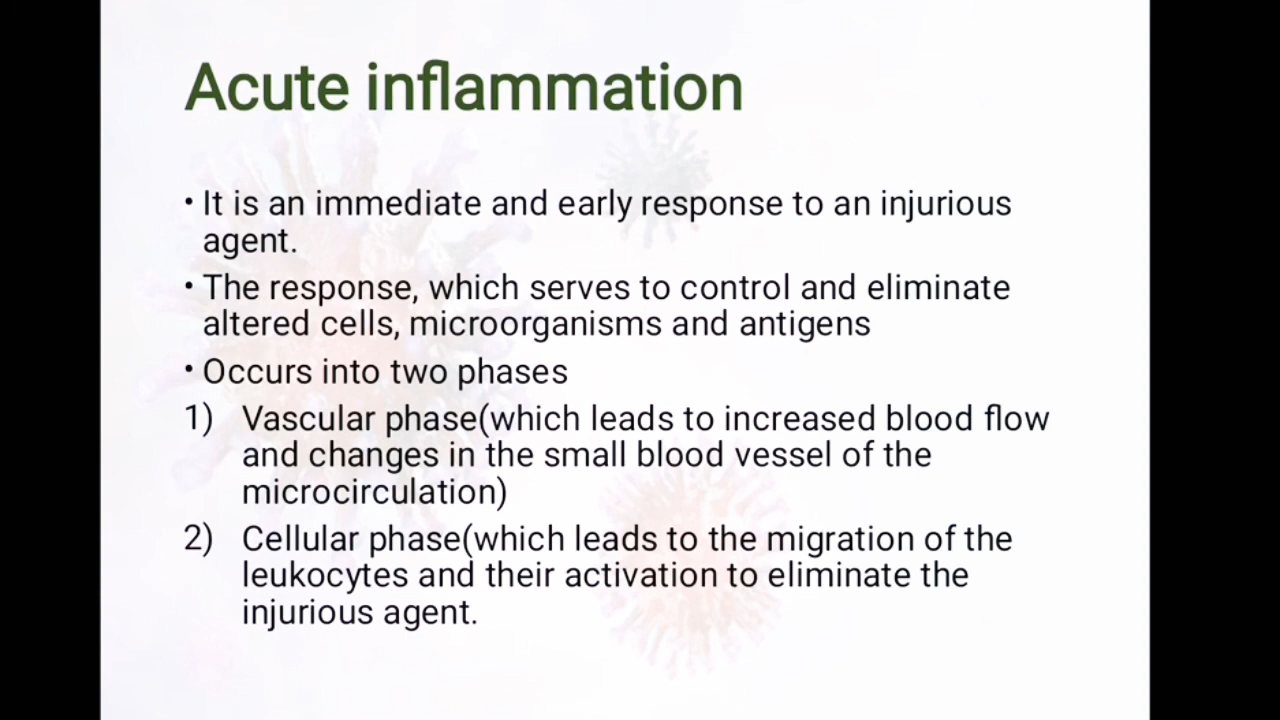 Acute inflammation
• It is an immediate and early response to an injurious
agent.
• The response, which serves to control and eliminate
altered cells, microorganisms and antigens
• Occurs into two phases
1) Vascular phase(which leads to increased blood flow
and changes in the small blood vessel of the
microcirculation)
2) Cellular phase(which leads to the migration of the
leukocytes and their activation to eliminate the
injurious agent.